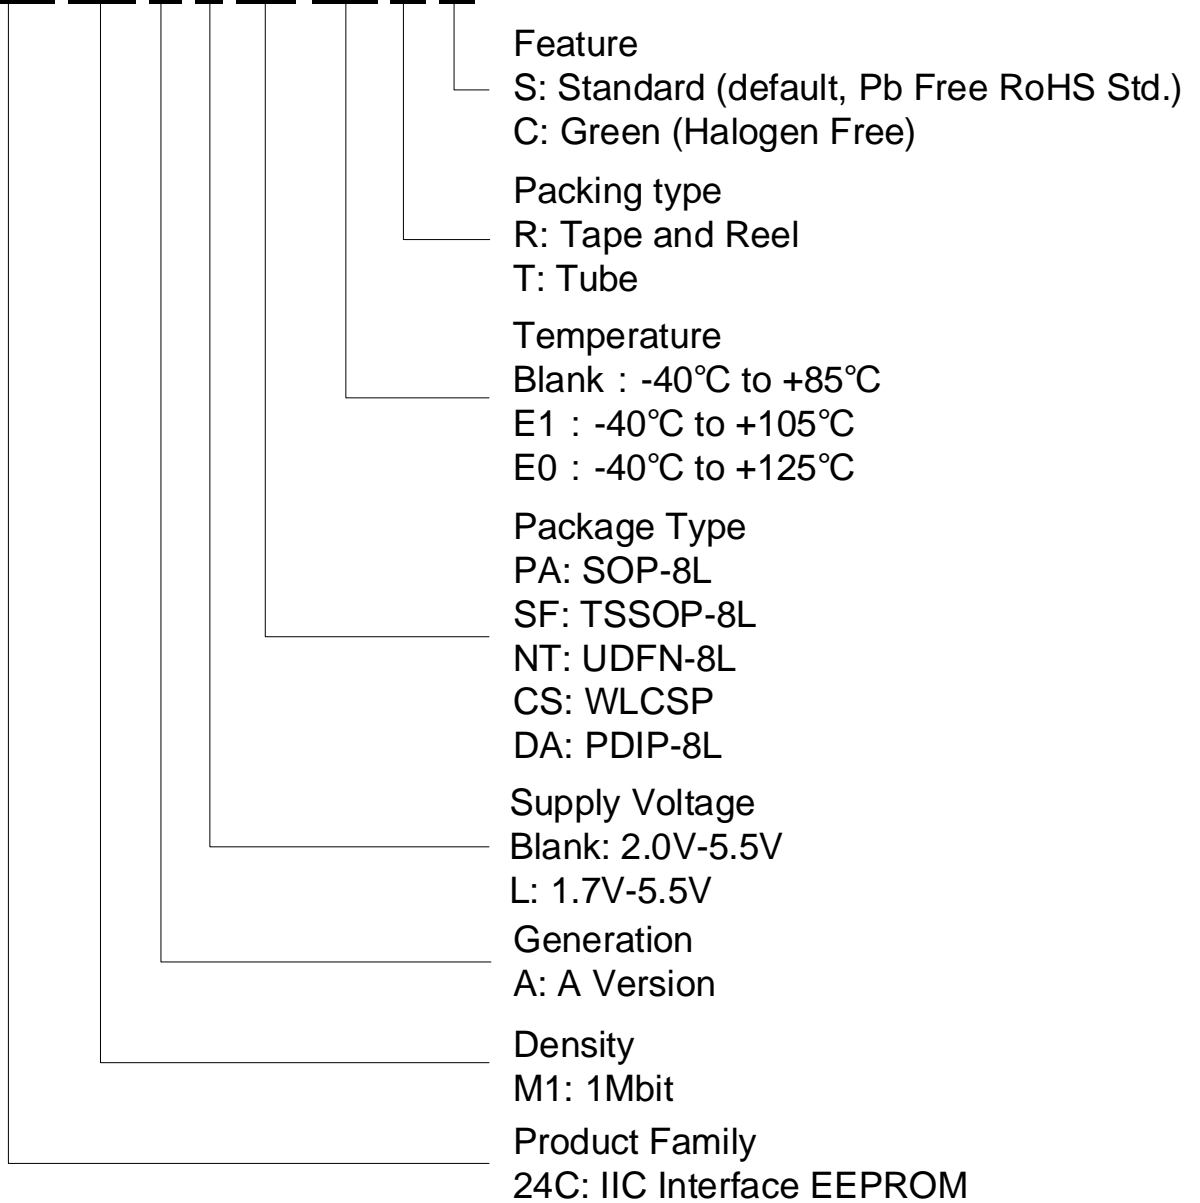 Feature
S: Standard (default, Pb Free RoHS Std.)
C: Green (Halogen Free)
Packing type
R: Tape and Reel
T: Tube
Temperature
Blank：-40℃ to +85℃
E1：-40℃ to +105℃
E0：-40℃ to +125℃
Package Type
PA: SOP-8L
SF: TSSOP-8L
NT: UDFN-8L
CS: WLCSP
DA: PDIP-8L
Supply Voltage
Blank: 2.0V-5.5V
L: 1.7V-5.5V
Generation
A: A Version
Density
M1: 1Mbit
Product Family
24C: IIC Interface EEPROM